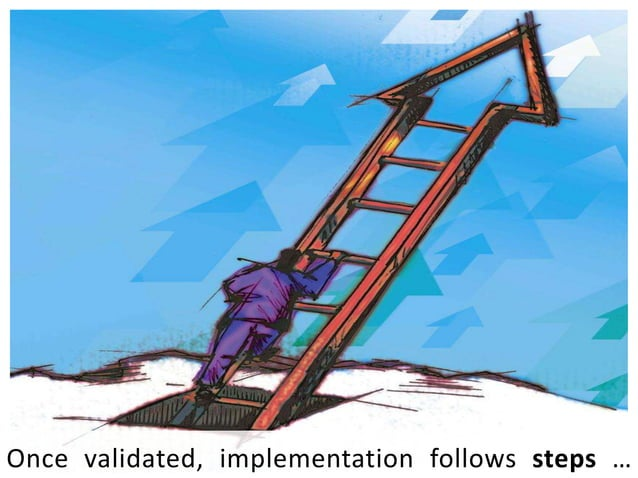 Once validated, implementation follows steps …